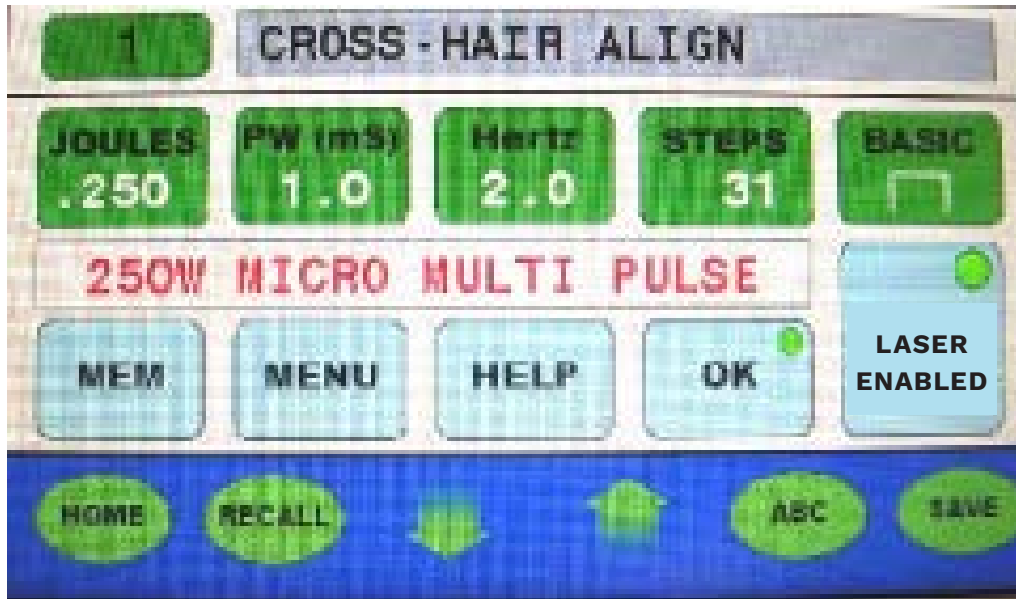 1 CROSS-HAIR ALIGN
JOULES PW (mS) Hertz STEPS BASIC
.250 1.0 2.0 31
250W MICRO MULTI PULSE
MEM MENU HELP OK LASER
ENABLED
HOME RECALL ABC SAVE